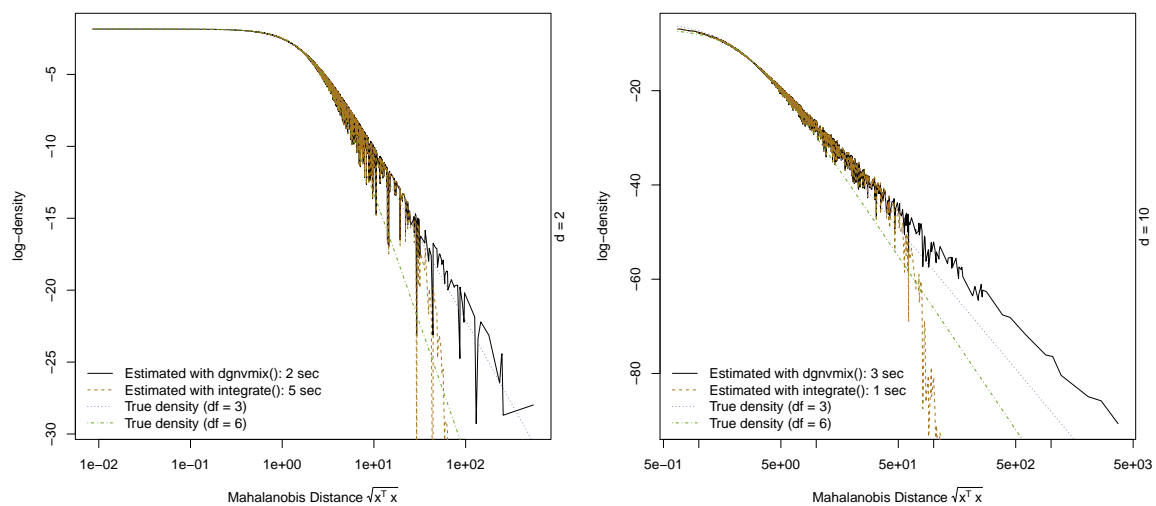 −5
−10
−15
−20
−25
−30
log−density
Estimated with dgnvmix(): 2 sec
Estimated with integrate(): 5 sec
True density (df = 3)
True density (df = 6)
1e−02 1e−01 1e+00 1e+01 1e+02
Mahalanobis Distance √xᵀ x
d = 2
−20
−40
−60
−80
log−density
Estimated with dgnvmix(): 3 sec
Estimated with integrate(): 1 sec
True density (df = 3)
True density (df = 6)
5e−01 5e+00 5e+01 5e+02 5e+03
Mahalanobis Distance √xᵀ x
d = 10